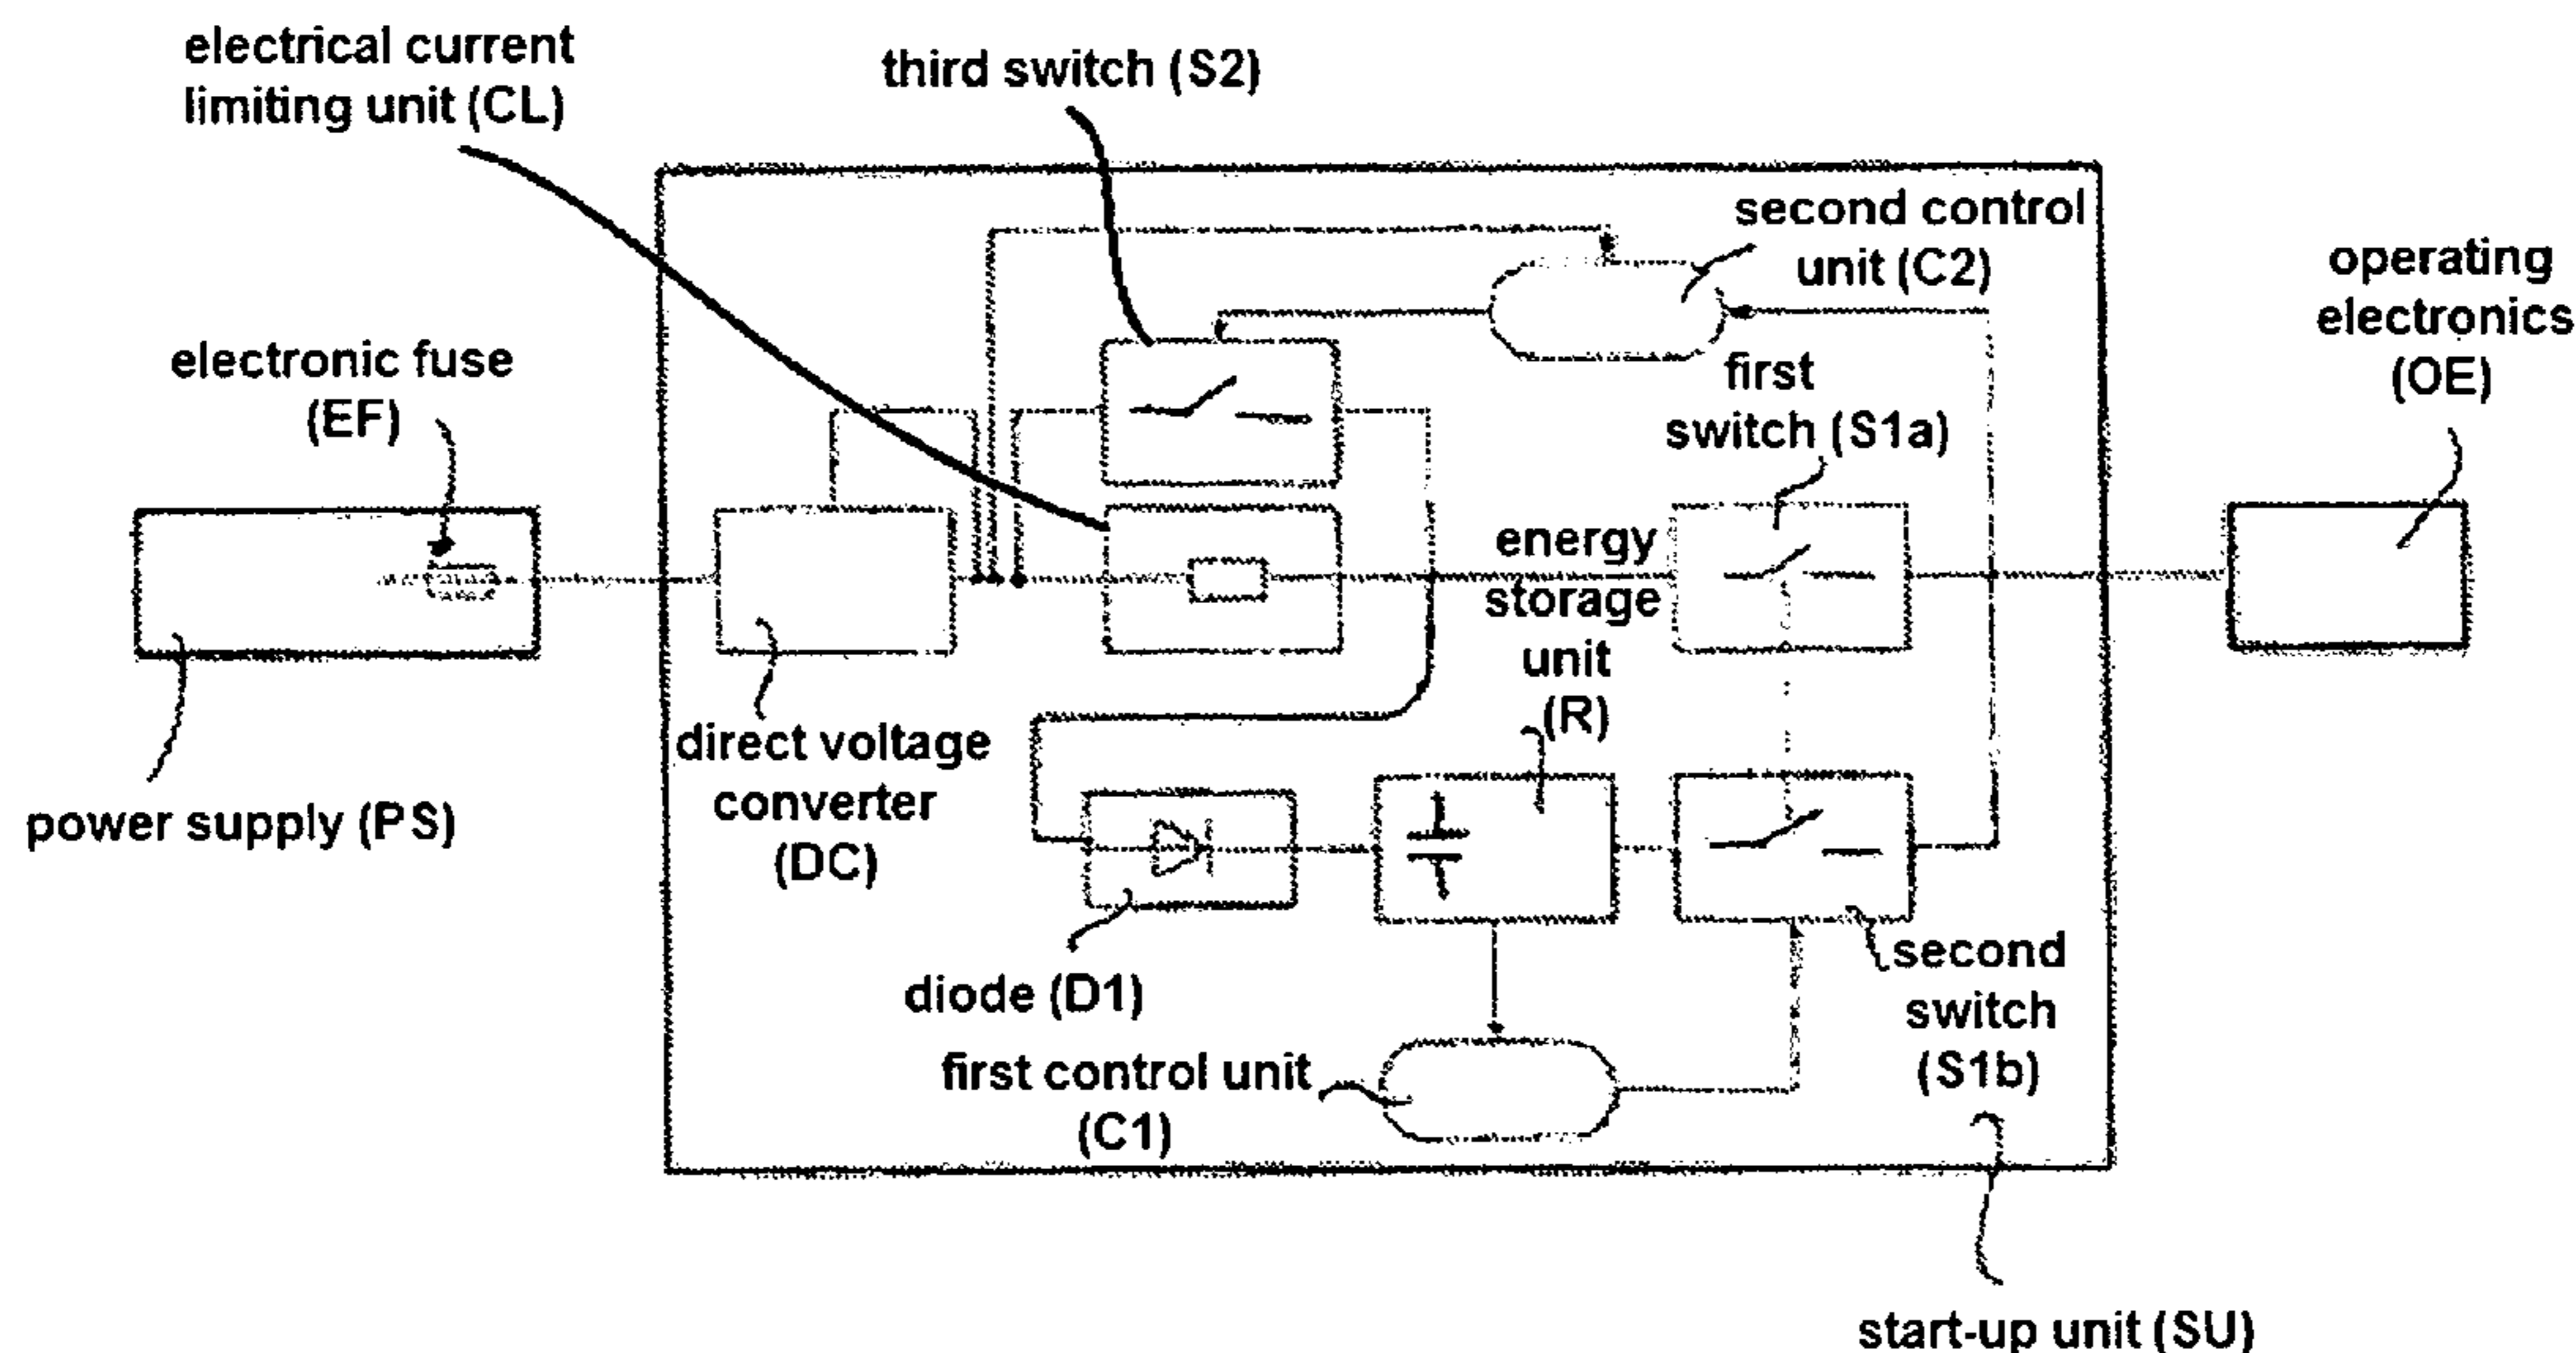 electrical current
limiting unit (CL)
third switch (S2)
second control
unit (C2)
operating
electronics
(OE)
electronic fuse
(EF)
first
switch (S1a)
energy
storage
unit
(R)
direct voltage
converter
(DC)
power supply (PS)
diode (D1)
second
switch
(S1b)
first control unit
(C1)
start-up unit (SU)